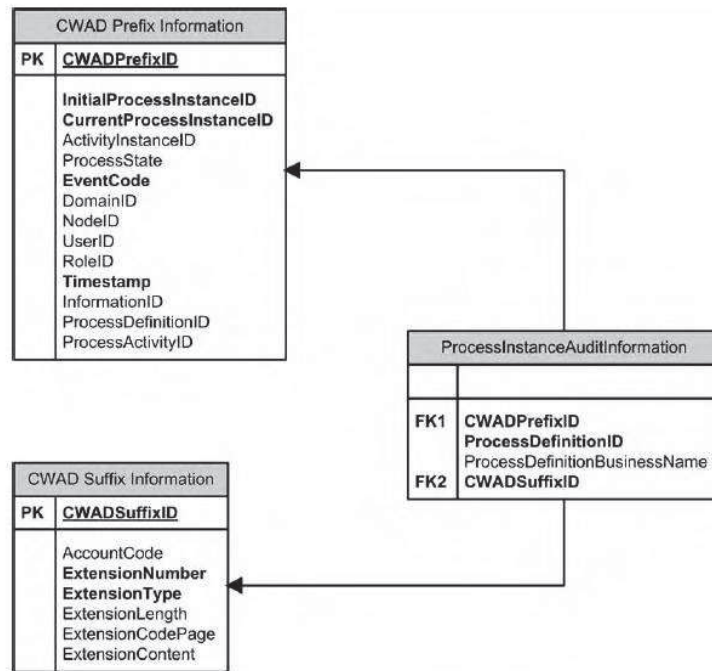 CWAD Prefix Information
PK CWADPrefixID
InitialProcessInstanceID
CurrentProcessInstanceID
ActivityInstanceID
ProcessState
EventCode
DomainID
NodeID
UserID
RoleID
Timestamp
InformationID
ProcessDefinitionID
ProcessActivityID
ProcessInstanceAuditInformation
FK1 CWADPrefixID
ProcessDefinitionID
ProcessDefinitionBusinessName
FK2 CWADSuffixID
CWAD Suffix Information
PK CWADSuffixID
AccountCode
ExtensionNumber
ExtensionType
ExtensionLength
ExtensionCodePage
ExtensionContent